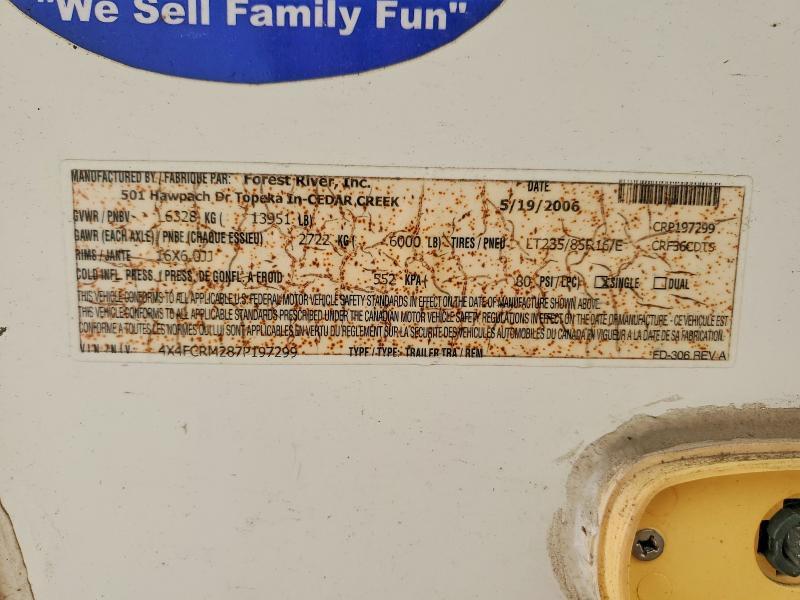 "We Sell Family Fun"
MANUFACTURED BY / FABRIQUE PAR: Forest River, Inc.
501 Hawpach Dr Topeka In-CEDAR CREEK
DATE
5/19/2006
GVWR / PNBV - 6328 KG ( 13951 LB)
CRP197299
GAWR (EACH AXLE) / PNBE (CHAQUE ESSIEU) 2722 KG ( 6000 LB) TIRES / PNEU LT235/85R16/E CRF36CDTS
RIMS / JANTE 16X6.0JJ
COLD INFL. PRESS. / PRESS. DE GONFL. A FROID 552 KPA ( 80 PSI/LPC) X SINGLE DUAL
THIS VEHICLE CONFORMS TO ALL APPLICABLE U.S. FEDERAL MOTOR VEHICLE SAFETY STANDARDS IN EFFECT ON THE DATE OF MANUFACTURE SHOWN ABOVE.
THIS VEHICLE CONFORMS TO ALL APPLICABLE STANDARDS PRESCRIBED UNDER THE CANADIAN MOTOR VEHICLE SAFETY REGULATIONS IN EFFECT ON THE DATE OF MANUFACTURE - CE VEHICULE EST
CONFORME A TOUTES LES NORMES QUI LUI SONT APPLICABLES EN VERTU DU REGLEMENT SUR LA SECURITE DES VEHICULES AUTOMOBILES DU CANADA EN VIGUEUR A LA DATE DE SA FABRICATION.
V.I.N. / N.I.V. 4X4FCRM287P197299 TYPE / TYPE: TRAILER TRA / REM FD-306 REV A